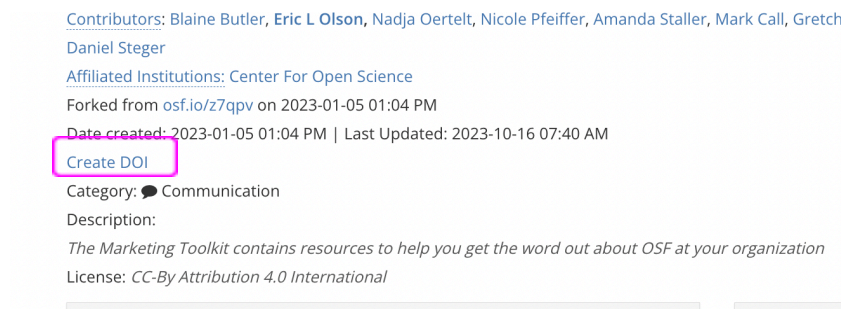 Contributors: Blaine Butler, Eric L Olson, Nadja Oertelt, Nicole Pfeiffer, Amanda Staller, Mark Call, Gretch
Daniel Steger
Affiliated Institutions: Center For Open Science
Forked from osf.io/z7qpv on 2023-01-05 01:04 PM
Date created: 2023-01-05 01:04 PM | Last Updated: 2023-10-16 07:40 AM
Create DOI
Category: Communication
Description:
The Marketing Toolkit contains resources to help you get the word out about OSF at your organization
License: CC-By Attribution 4.0 International